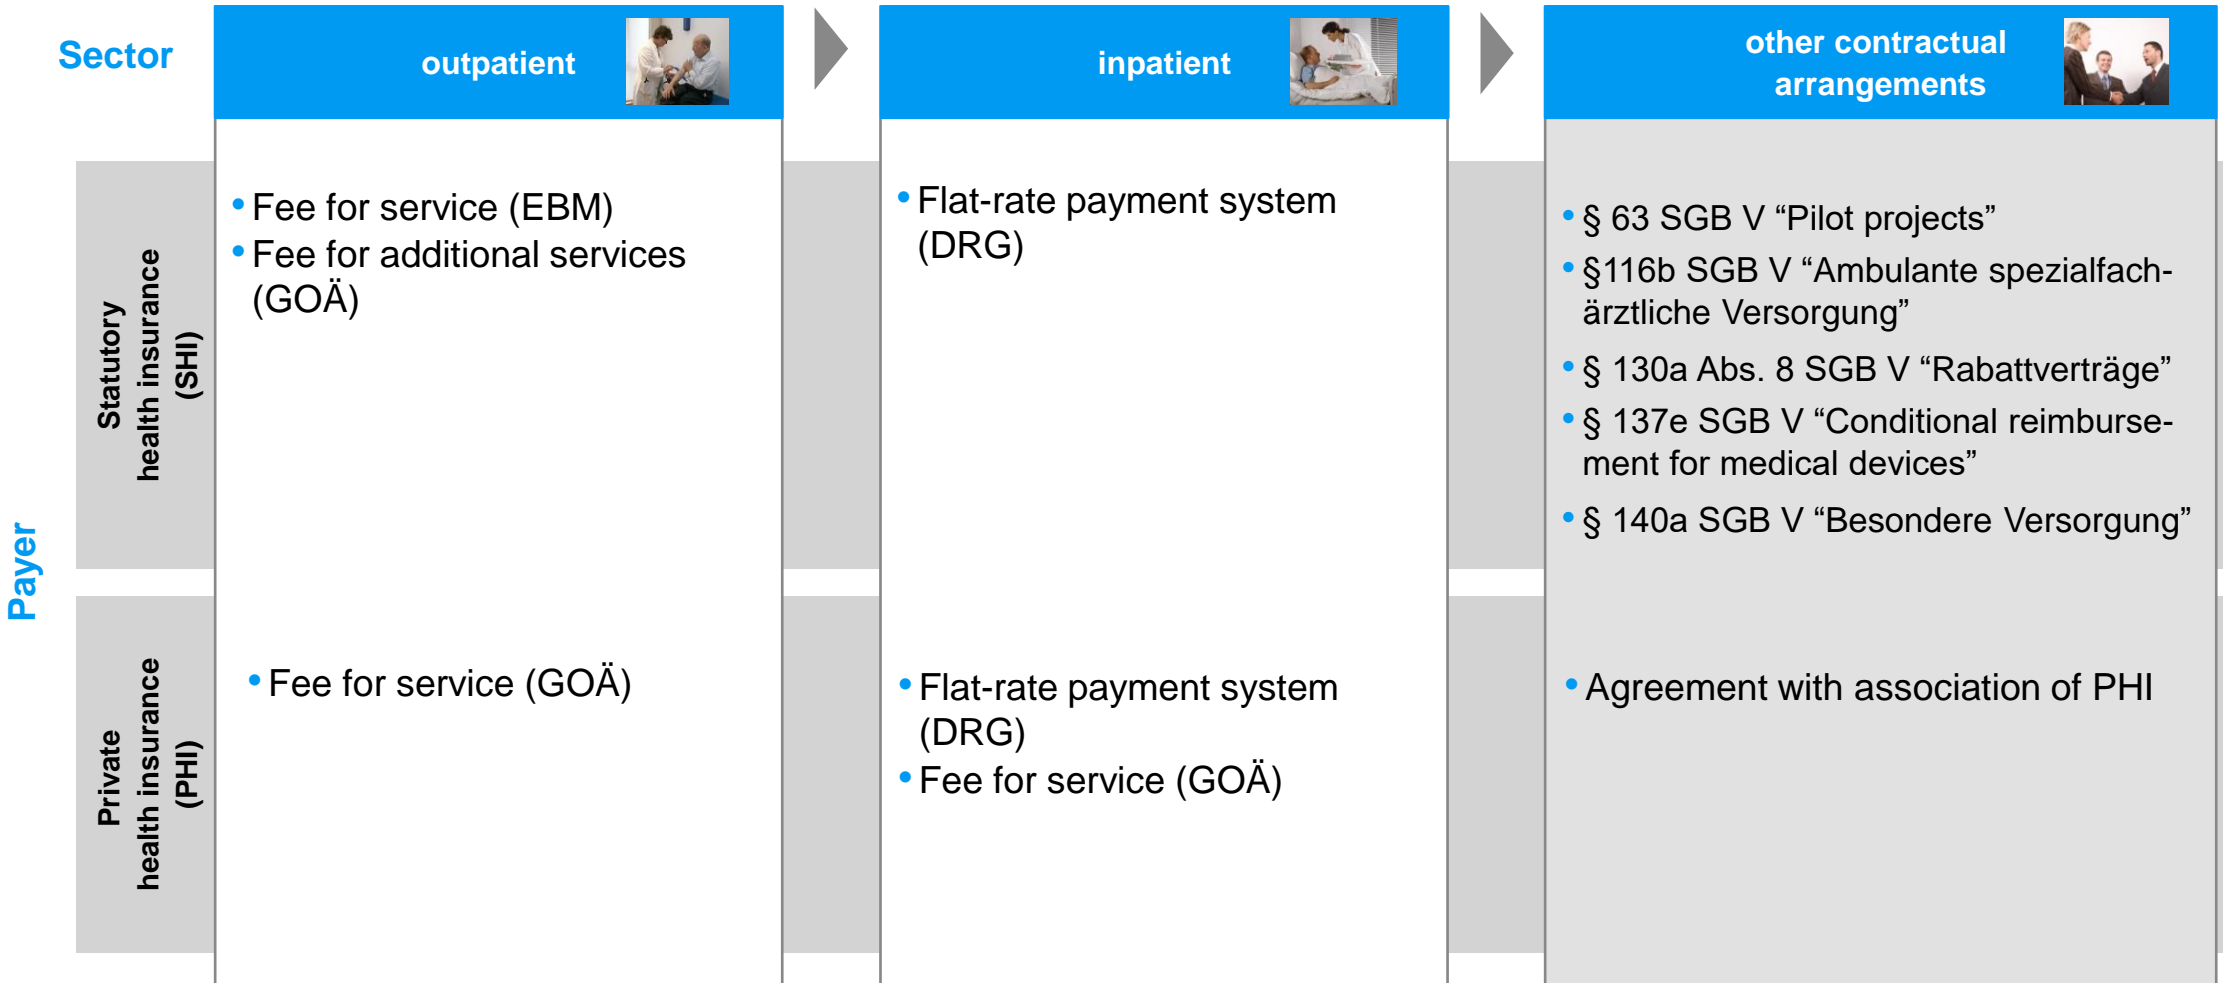 Sector
outpatient
inpatient
other contractual
arrangements
Payer
Statutory
health insurance
(SHI)
• Fee for service (EBM)
• Fee for additional services
(GOÄ)
• Flat-rate payment system
(DRG)
• § 63 SGB V “Pilot projects”
• §116b SGB V “Ambulante spezialfach-
ärztliche Versorgung”
• § 130a Abs. 8 SGB V “Rabattverträge”
• § 137e SGB V “Conditional reimburse-
ment for medical devices”
• § 140a SGB V “Besondere Versorgung”
Private
health insurance
(PHI)
• Fee for service (GOÄ)
• Flat-rate payment system
(DRG)
• Fee for service (GOÄ)
• Agreement with association of PHI